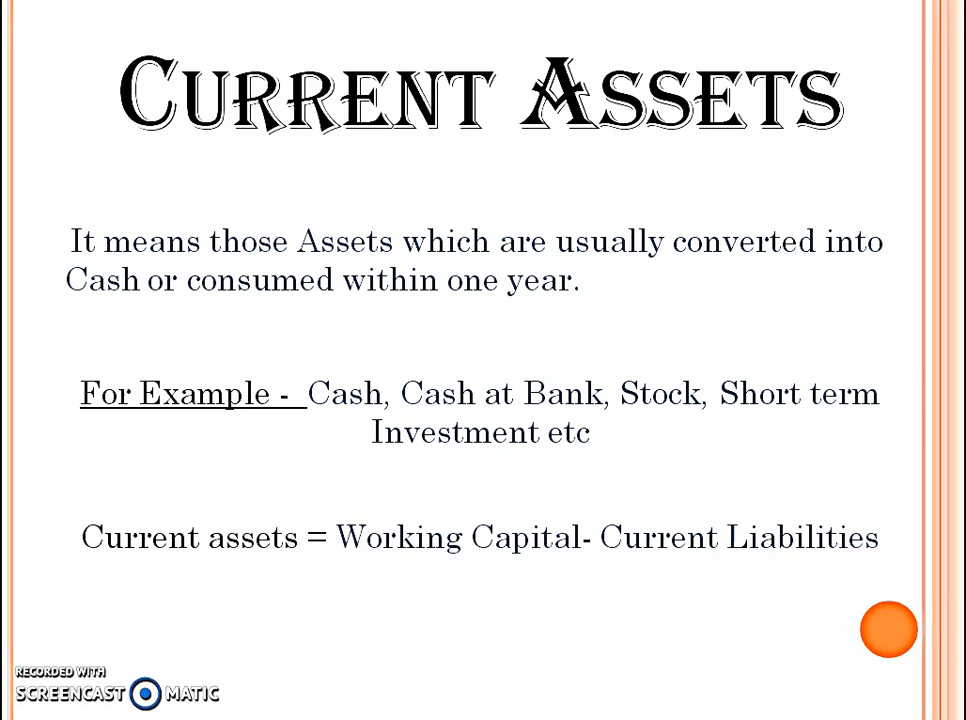 CURRENT ASSETS
It means those Assets which are usually converted into
Cash or consumed within one year.
For Example - Cash, Cash at Bank, Stock, Short term
Investment etc
Current assets = Working Capital- Current Liabilities
RECORDED WITH
SCREENCAST MATIC